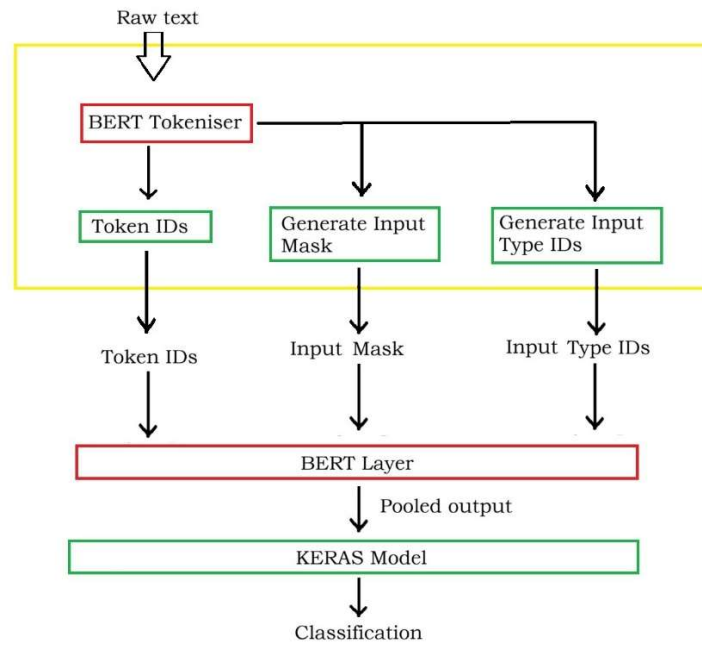 Raw text
BERT Tokeniser
Token IDs
Generate Input
Mask
Generate Input
Type IDs
Token IDs
Input Mask
Input Type IDs
BERT Layer
Pooled output
KERAS Model
Classification